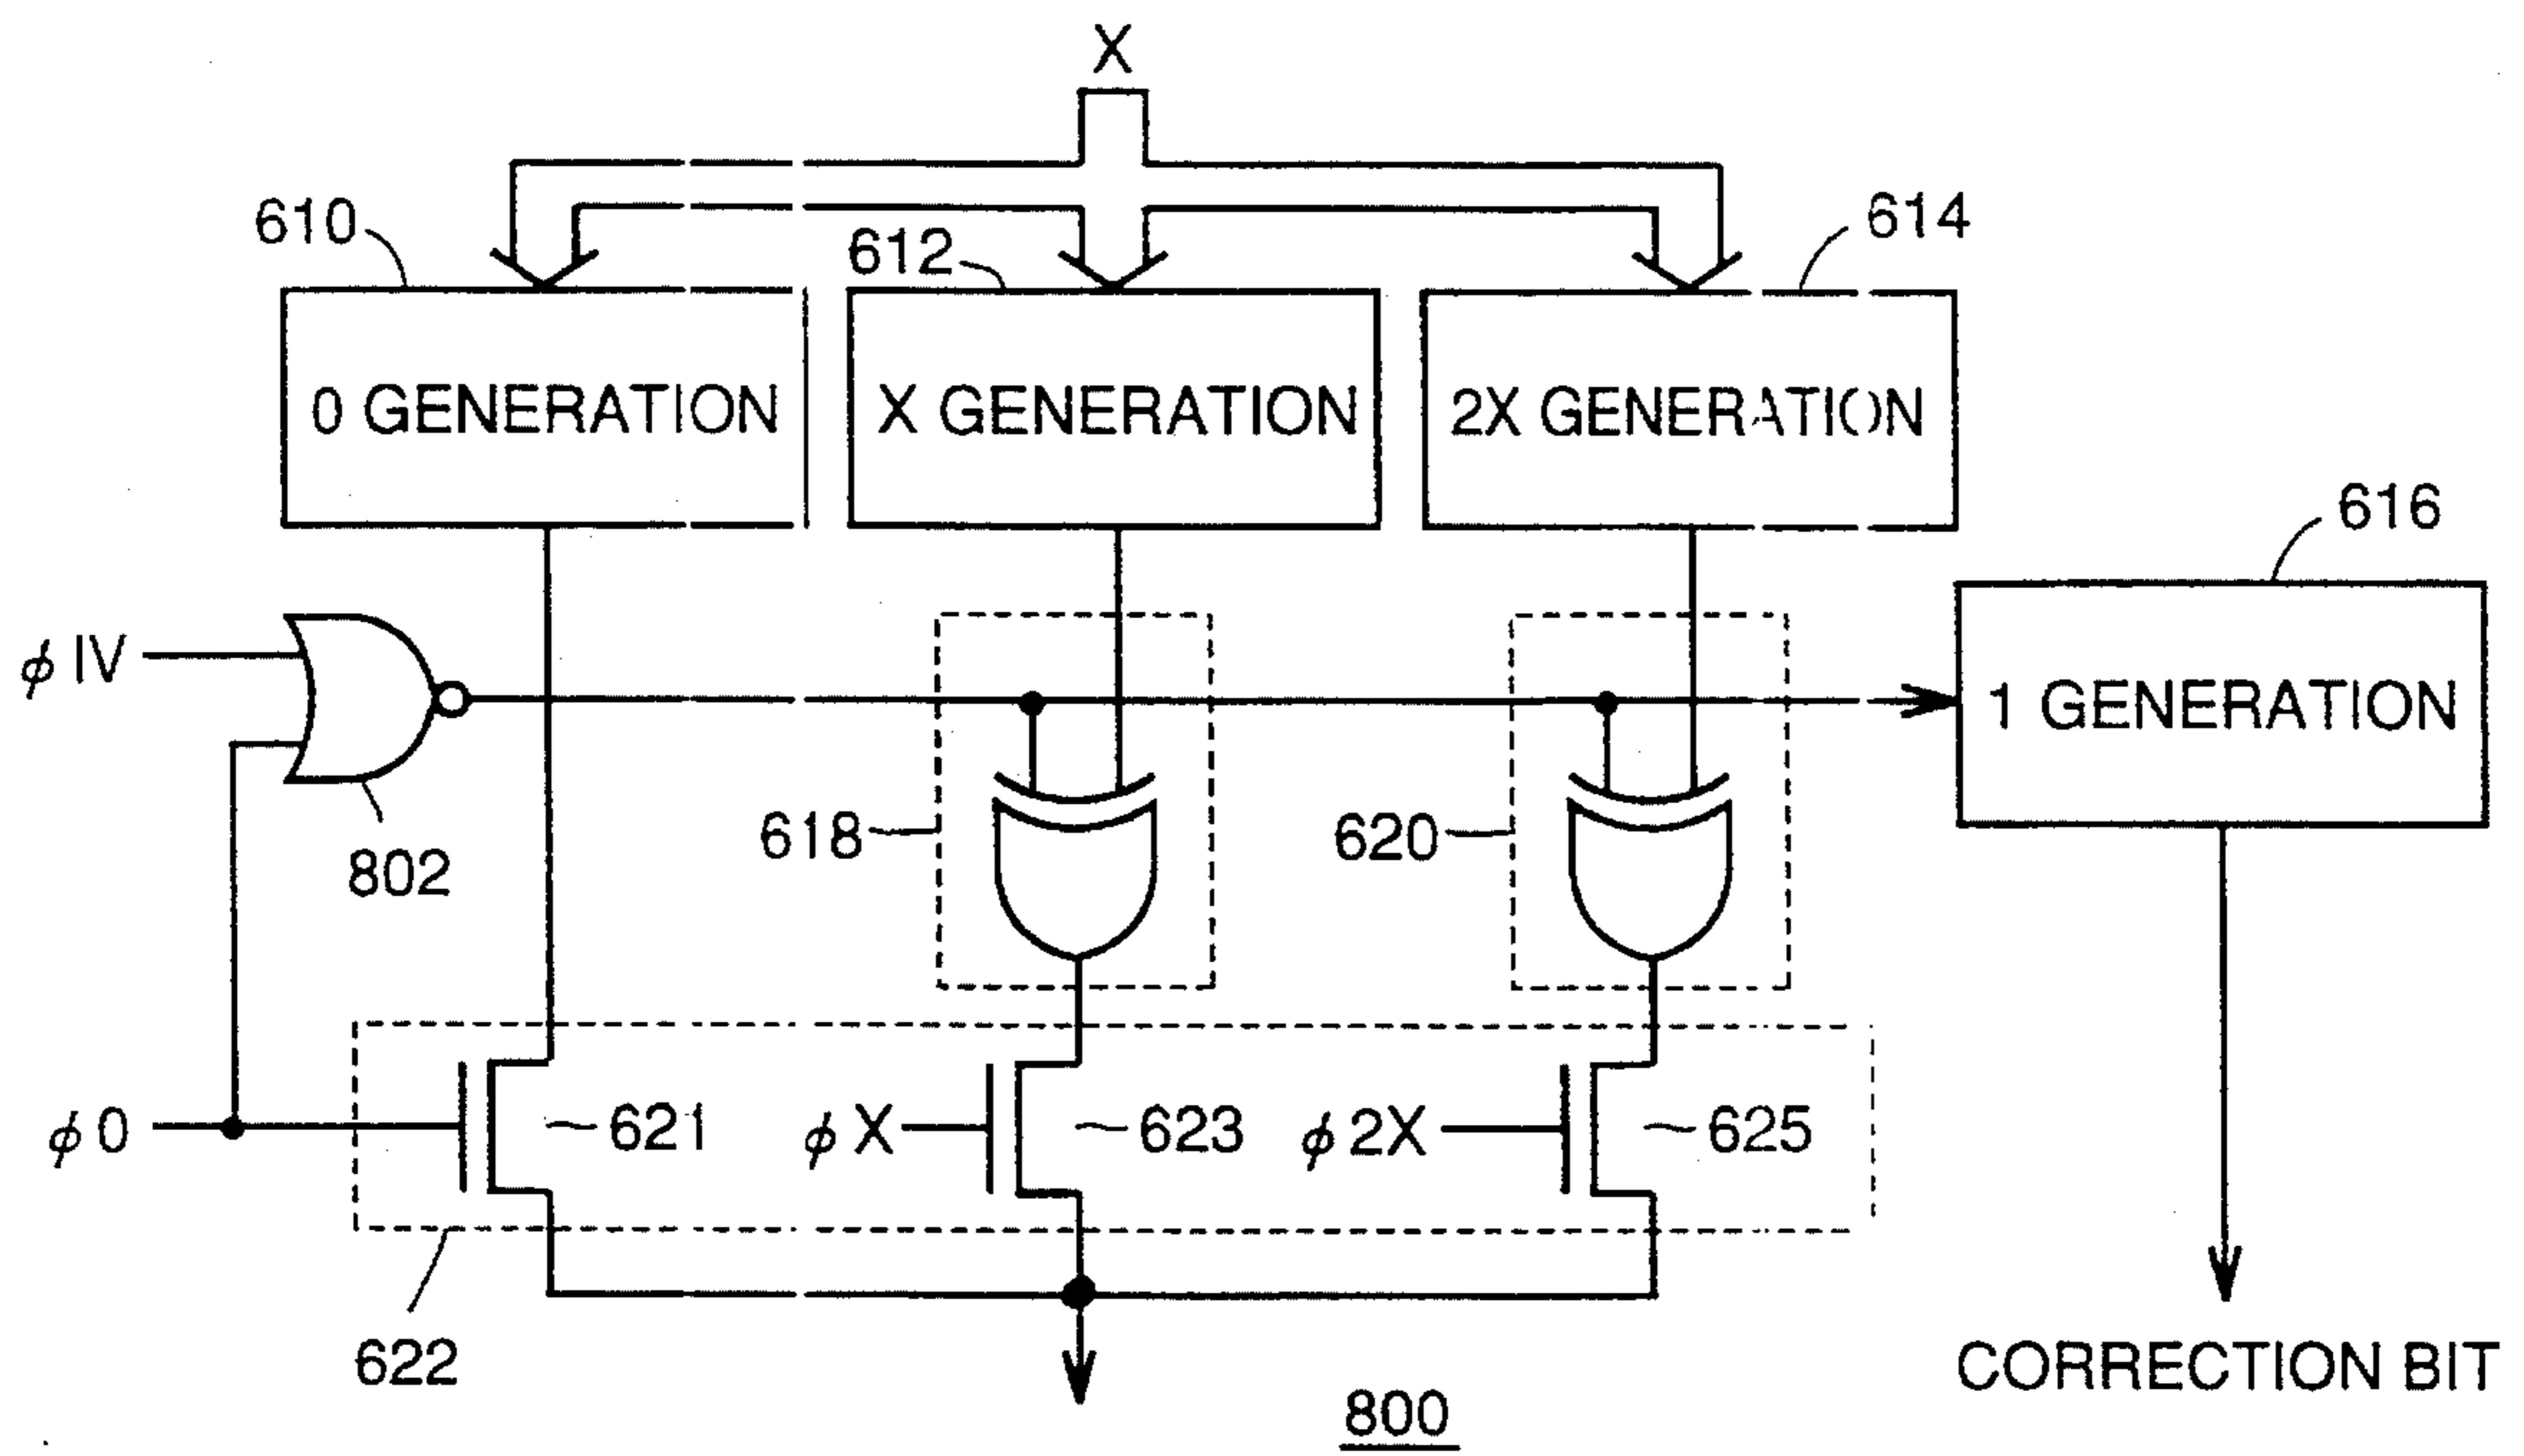 X
610
612
614
0 GENERATION
X GENERATION
2X GENERATION
616
ϕ IV
1 GENERATION
802
618
620
ϕ 0
621
ϕ X
623
ϕ 2X
625
622
CORRECTION BIT
800